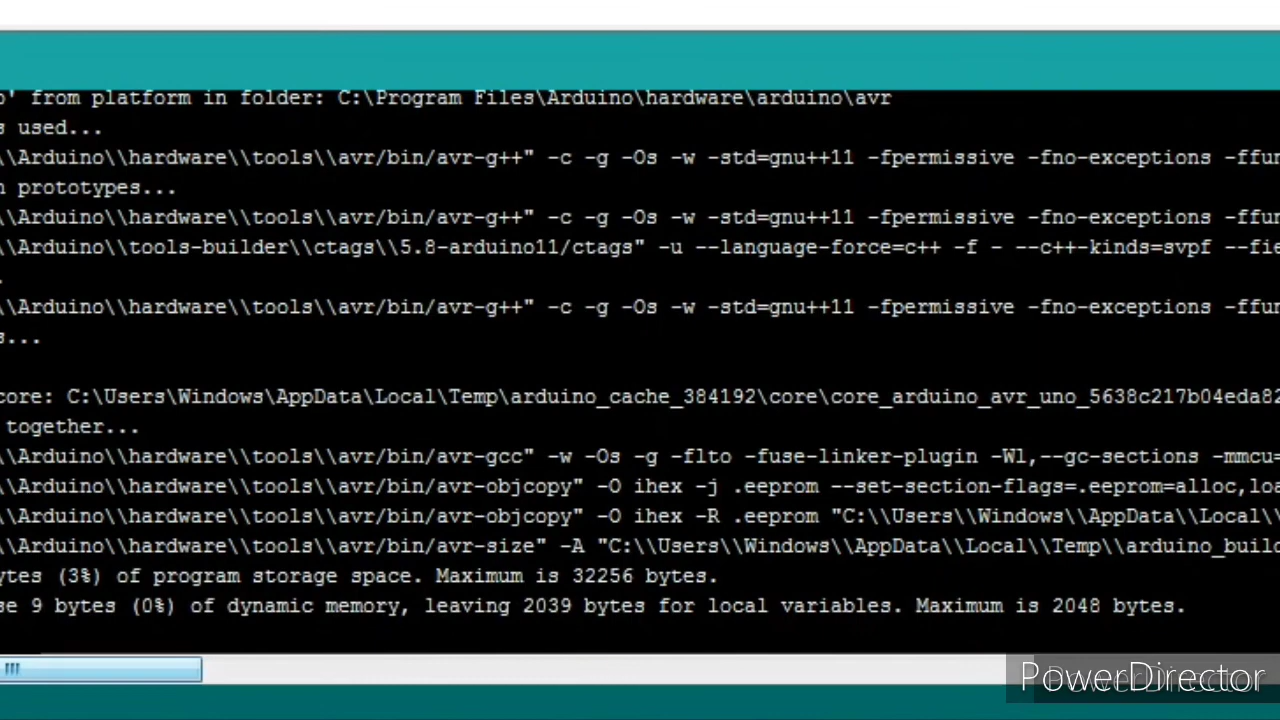 o' from platform in folder: C:\Program Files\Arduino\hardware\arduino\avr
s used...
\\Arduino\\hardware\\tools\\avr/bin/avr-g++" -c -g -Os -w -std=gnu++11 -fpermissive -fno-exceptions -ffun
n prototypes...
\\Arduino\\hardware\\tools\\avr/bin/avr-g++" -c -g -Os -w -std=gnu++11 -fpermissive -fno-exceptions -ffun
\\Arduino\\tools-builder\\ctags\\5.8-arduino11/ctags" -u --language-force=c++ -f - --c++-kinds=svpf --fie
.
\\Arduino\\hardware\\tools\\avr/bin/avr-g++" -c -g -Os -w -std=gnu++11 -fpermissive -fno-exceptions -ffun
s...
core: C:\Users\Windows\AppData\Local\Temp\arduino_cache_384192\core\core_arduino_avr_uno_5638c217b04eda82
together...
\\Arduino\\hardware\\tools\\avr/bin/avr-gcc" -w -Os -g -flto -fuse-linker-plugin -Wl,--gc-sections -mmcu=
\\Arduino\\hardware\\tools\\avr/bin/avr-objcopy" -O ihex -j .eeprom --set-section-flags=.eeprom=alloc,loa
\\Arduino\\hardware\\tools\\avr/bin/avr-objcopy" -O ihex -R .eeprom "C:\\Users\\Windows\\AppData\\Local\\
\\Arduino\\hardware\\tools\\avr/bin/avr-size" -A "C:\\Users\\Windows\\AppData\\Local\\Temp\\arduino_buil
ytes (3%) of program storage space. Maximum is 32256 bytes.
se 9 bytes (0%) of dynamic memory, leaving 2039 bytes for local variables. Maximum is 2048 bytes.
PowerDirector